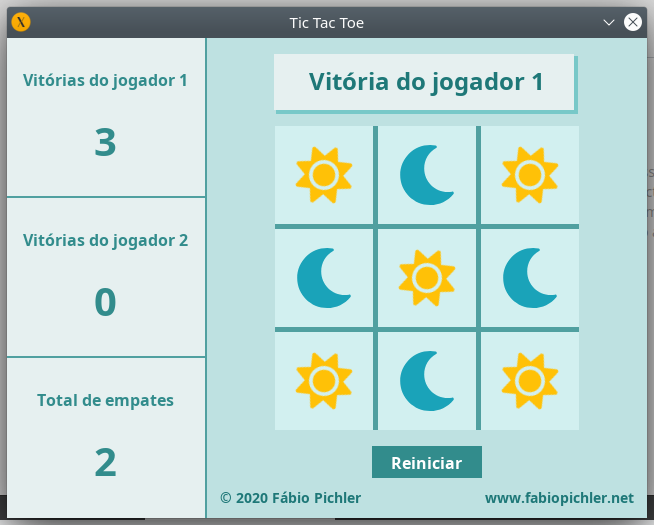 Tic Tac Toe
Vitórias do jogador 1
3
Vitórias do jogador 2
0
Total de empates
2
Vitória do jogador 1
Reiniciar
© 2020 Fábio Pichler
www.fabiopichler.net